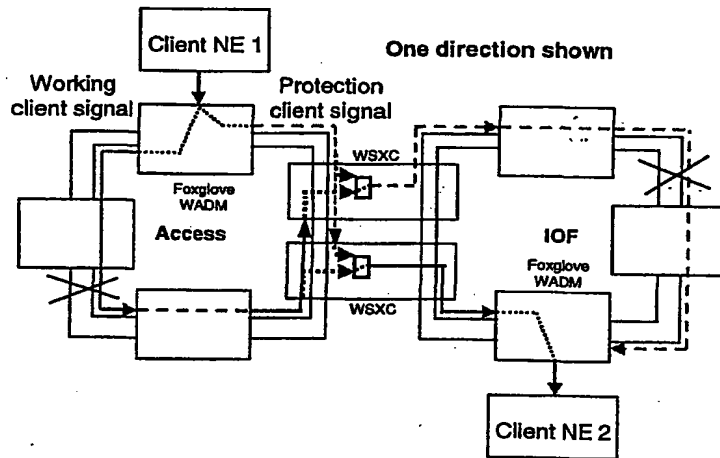 Client NE 1
One direction shown
Working
client signal
Protection
client signal
WSXC
Foxglove
WADM
Access
IOF
Foxglove
WADM
WSXC
Client NE 2